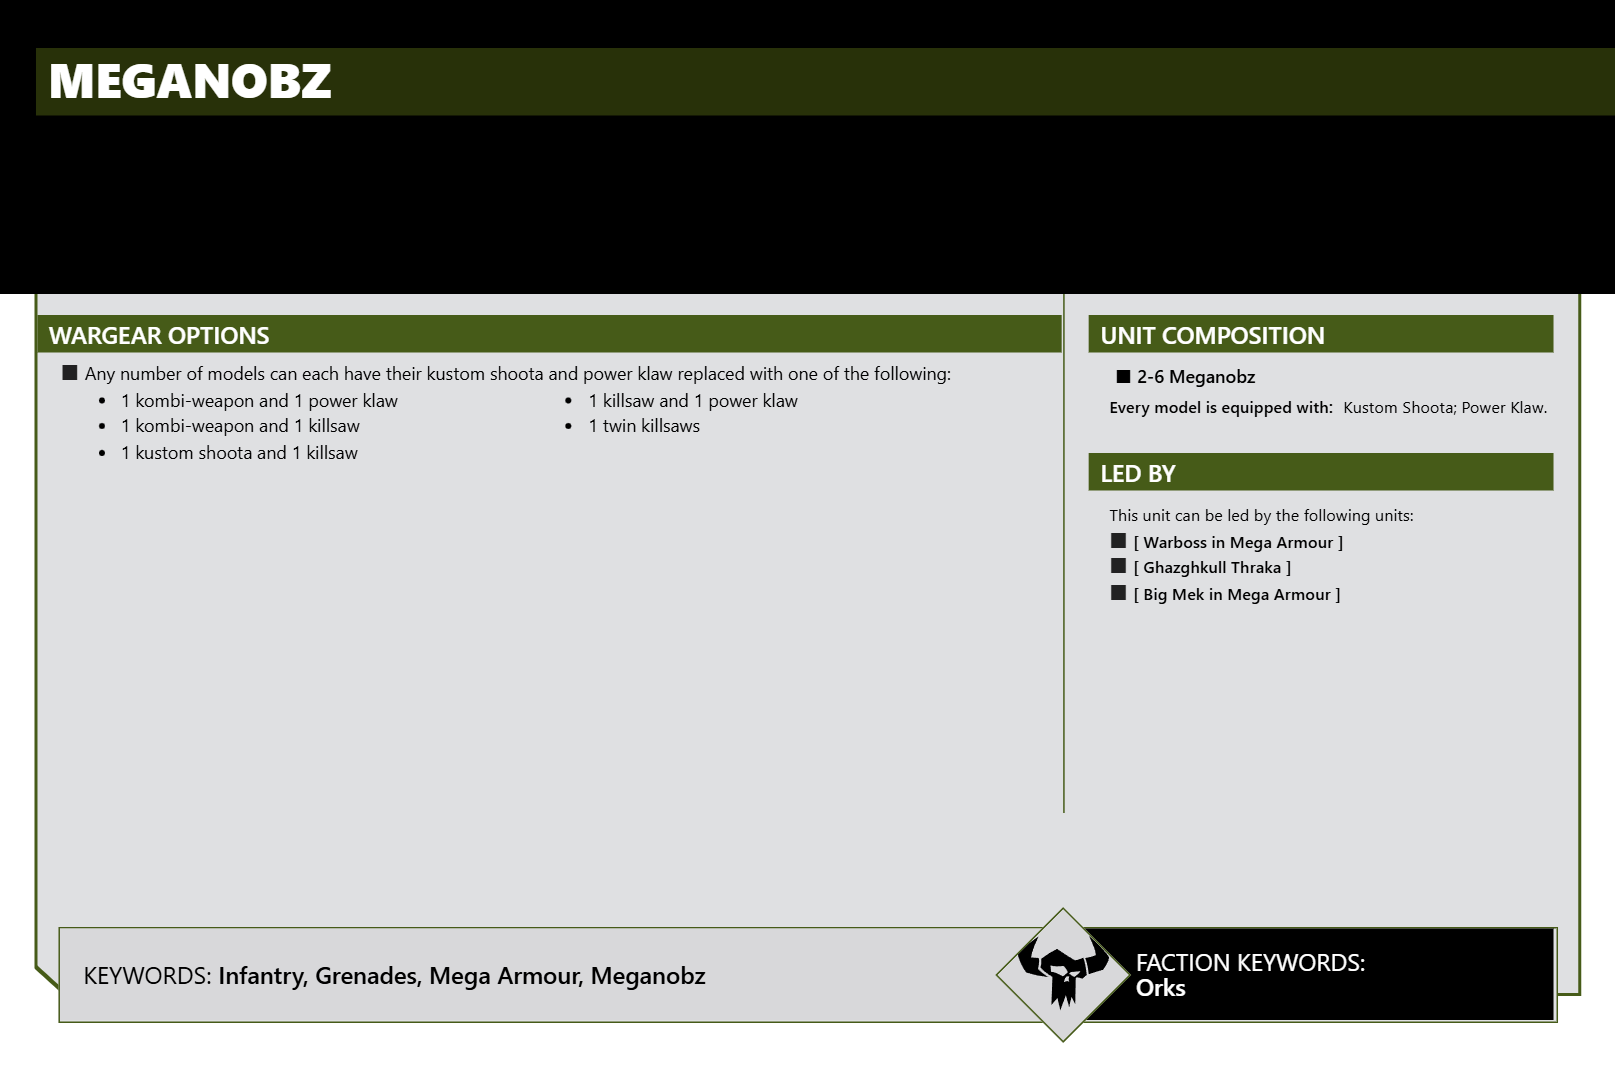 MEGANOBZ
WARGEAR OPTIONS
■ Any number of models can each have their kustom shoota and power klaw replaced with one of the following:
• 1 kombi-weapon and 1 power klaw
• 1 kombi-weapon and 1 killsaw
• 1 kustom shoota and 1 killsaw
• 1 killsaw and 1 power klaw
• 1 twin killsaws
UNIT COMPOSITION
■ 2-6 Meganobz
Every model is equipped with: Kustom Shoota; Power Klaw.
LED BY
This unit can be led by the following units:
■ [ Warboss in Mega Armour ]
■ [ Ghazghkull Thraka ]
■ [ Big Mek in Mega Armour ]
KEYWORDS: Infantry, Grenades, Mega Armour, Meganobz
FACTION KEYWORDS:
Orks